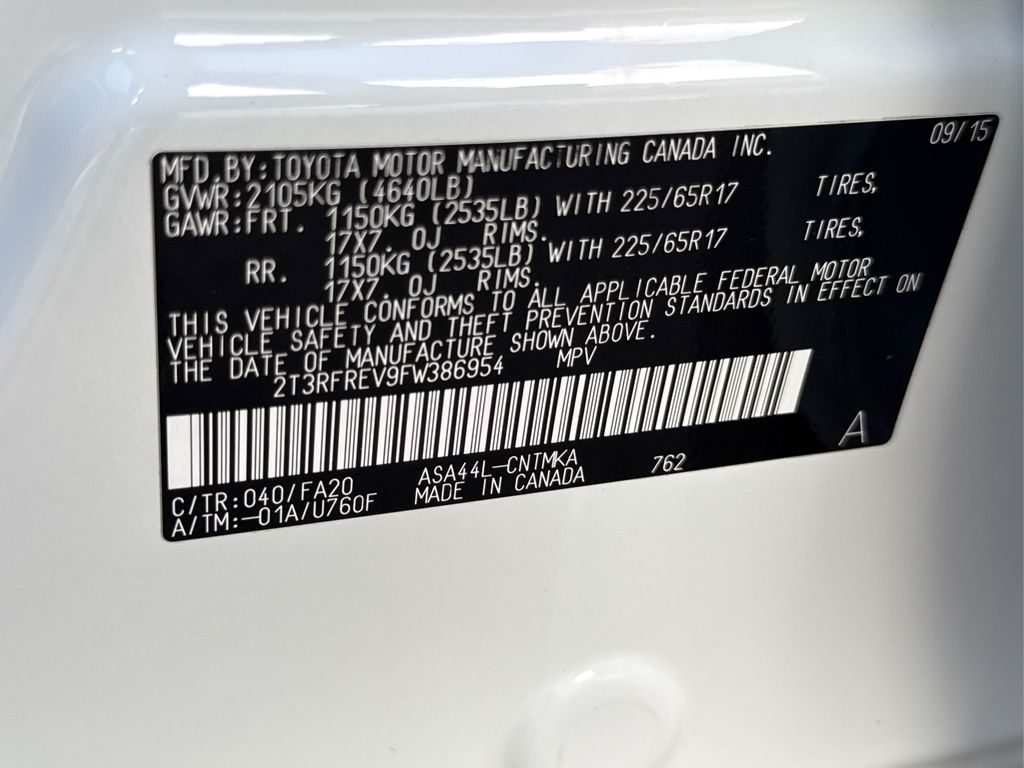 09/15
MFD.BY:TOYOTA MOTOR MANUFACTURING CANADA INC.
GVWR:2105KG (4640LB)
GAWR:FRT. 1150KG (2535LB) WITH 225/65R17 TIRES,
17X7. 0J RIMS.
RR. 1150KG (2535LB) WITH 225/65R17 TIRES,
17X7. 0J RIMS.
THIS VEHICLE CONFORMS TO ALL APPLICABLE FEDERAL MOTOR
VEHICLE SAFETY AND THEFT PREVENTION STANDARDS IN EFFECT ON
THE DATE OF MANUFACTURE SHOWN ABOVE.
2T3RFREV9FW386954 MPV
A
C/TR:040/FA20 ASA44L-CNTMKA 762
A/TM:-01A/U760F MADE IN CANADA